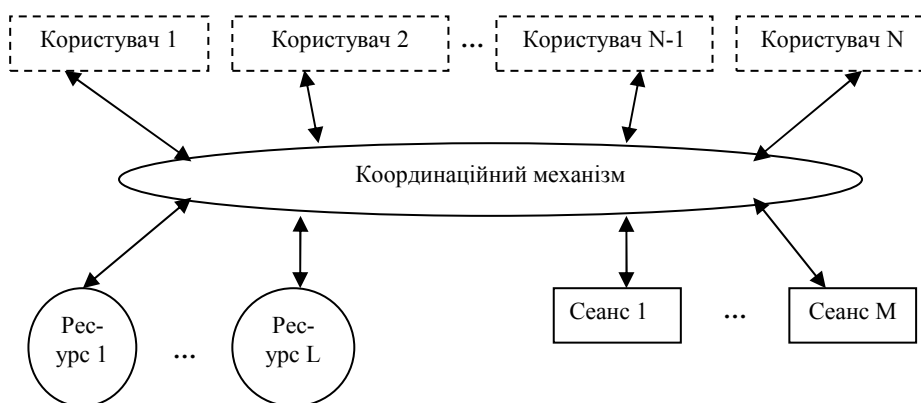 Користувач 1 Користувач 2 ... Користувач N-1 Користувач N
Координаційний механізм
Рес-
урс 1
...
Рес-
урс L
Сеанс 1 ... Сеанс M